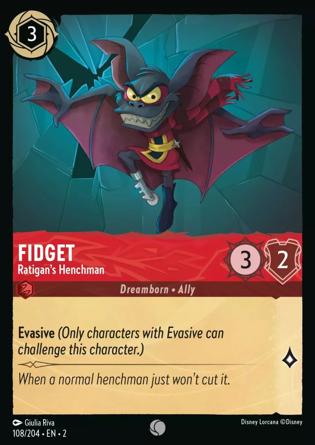 3
FIDGET
Ratigan's Henchman
3
2
Dreamborn • Ally
Evasive (Only characters with Evasive can
challenge this character.)
When a normal henchman just won't cut it.
Giulia Riva
108/204 • EN • 2
Disney Lorcana ©Disney